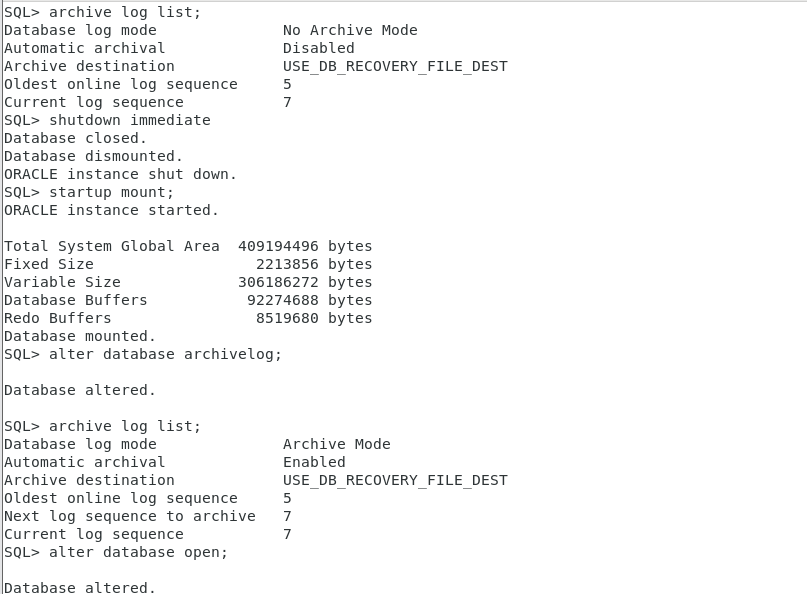 SQL> archive log list;
Database log mode              No Archive Mode
Automatic archival             Disabled
Archive destination            USE_DB_RECOVERY_FILE_DEST
Oldest online log sequence     5
Current log sequence           7
SQL> shutdown immediate
Database closed.
Database dismounted.
ORACLE instance shut down.
SQL> startup mount;
ORACLE instance started.

Total System Global Area  409194496 bytes
Fixed Size                  2213856 bytes
Variable Size             306186272 bytes
Database Buffers           92274688 bytes
Redo Buffers                8519680 bytes
Database mounted.
SQL> alter database archivelog;

Database altered.

SQL> archive log list;
Database log mode              Archive Mode
Automatic archival             Enabled
Archive destination            USE_DB_RECOVERY_FILE_DEST
Oldest online log sequence     5
Next log sequence to archive   7
Current log sequence           7
SQL> alter database open;

Database altered.